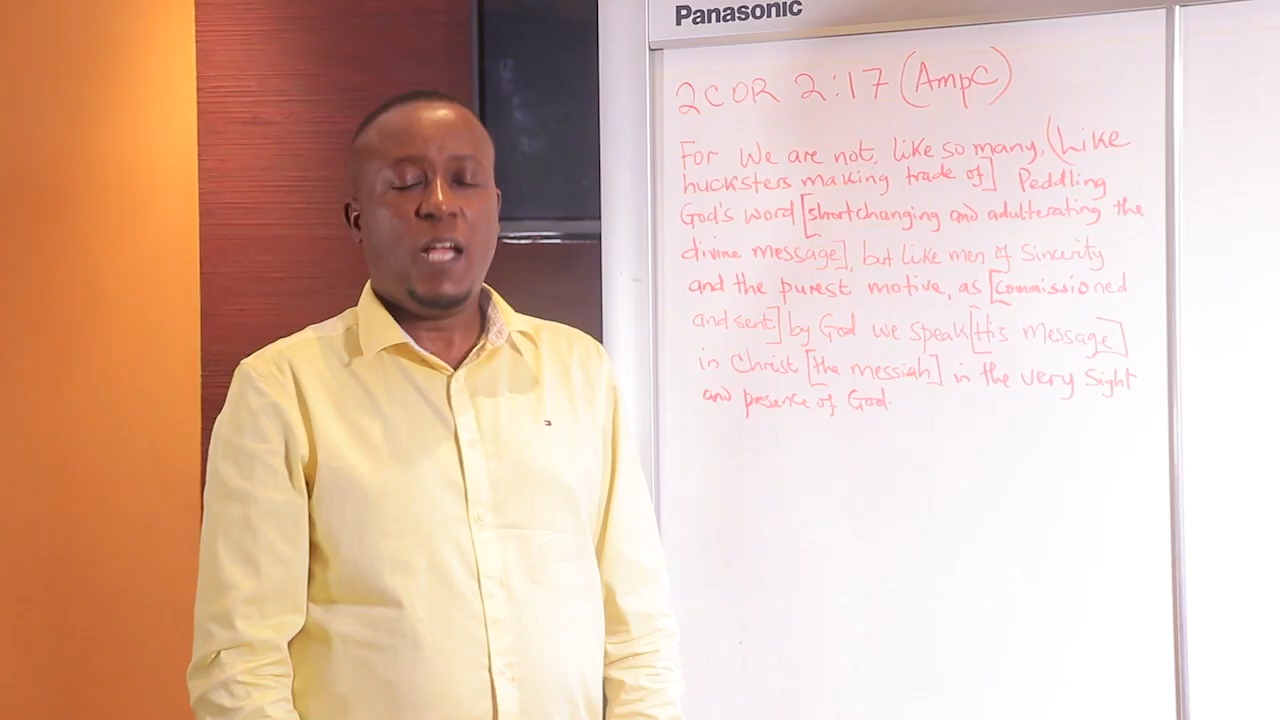 Panasonic
2COR 2:17 (AmpC)
For We are not, like so many, (Like
hucksters making trade of] Peddling
God's word [shortchanging and adulterating the
divine message], but like men of Sincerity
and the purest motive, as [commissioned
and sent] by God we speak [His Message]
in Christ [the messiah] in the very Sight
and presence of God.